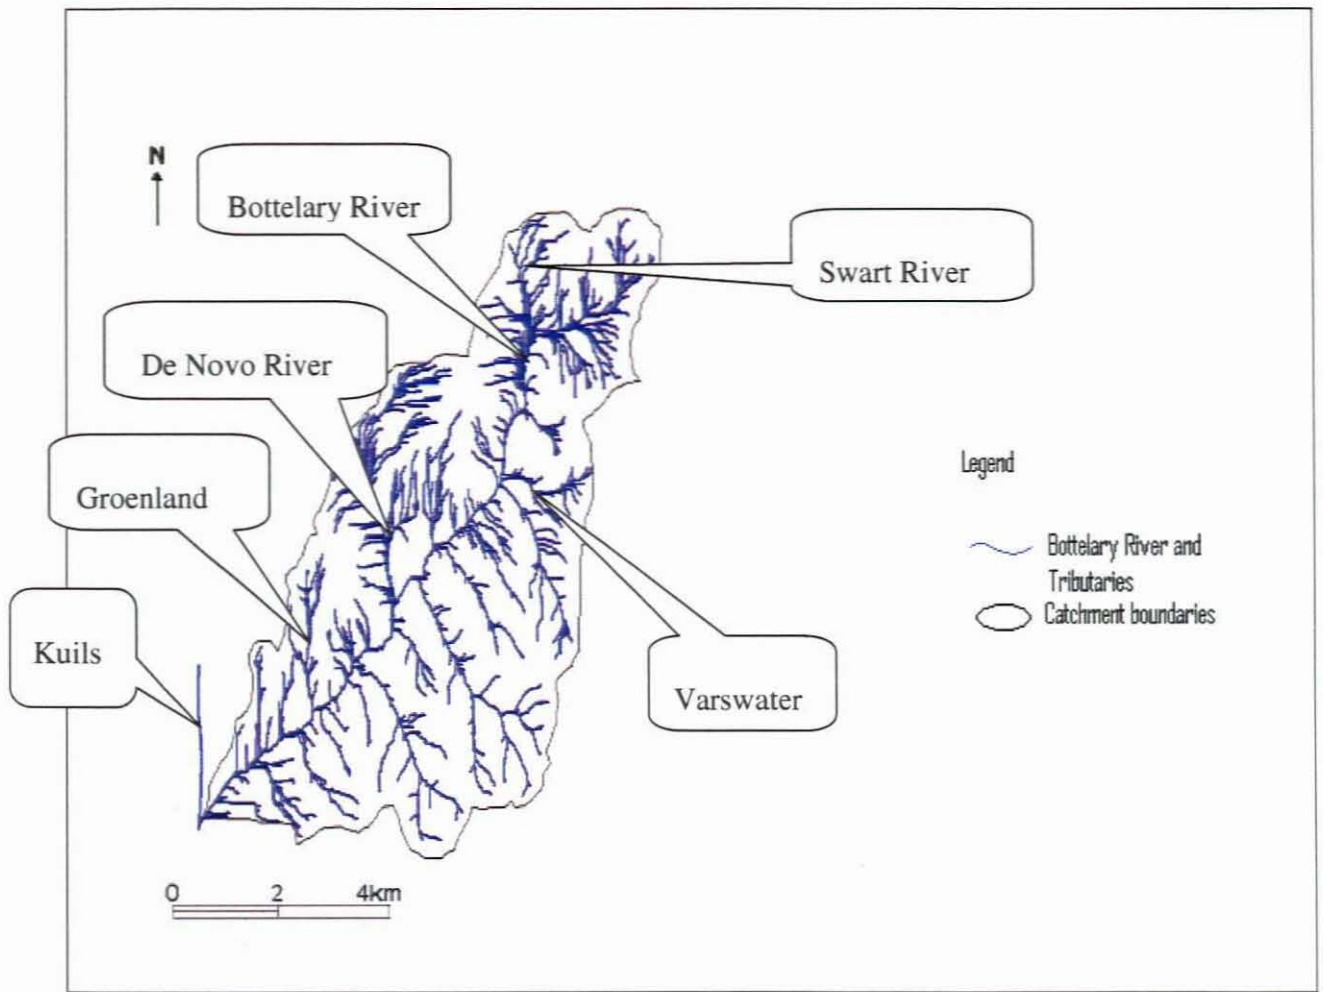 N
Bottelary River
Swart River
De Novo River
Groenland
Legend
Bottelary River and
Tributaries
Catchment boundaries
Kuils
Varswater
0 2 4km